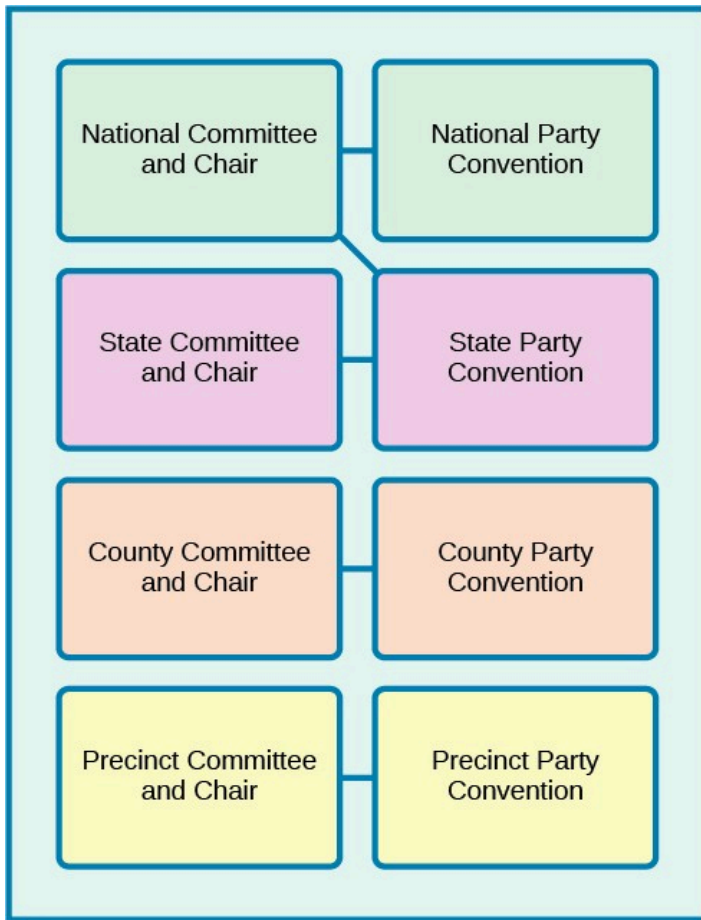 National Committee
and Chair
National Party
Convention
State Committee
and Chair
State Party
Convention
County Committee
and Chair
County Party
Convention
Precinct Committee
and Chair
Precinct Party
Convention